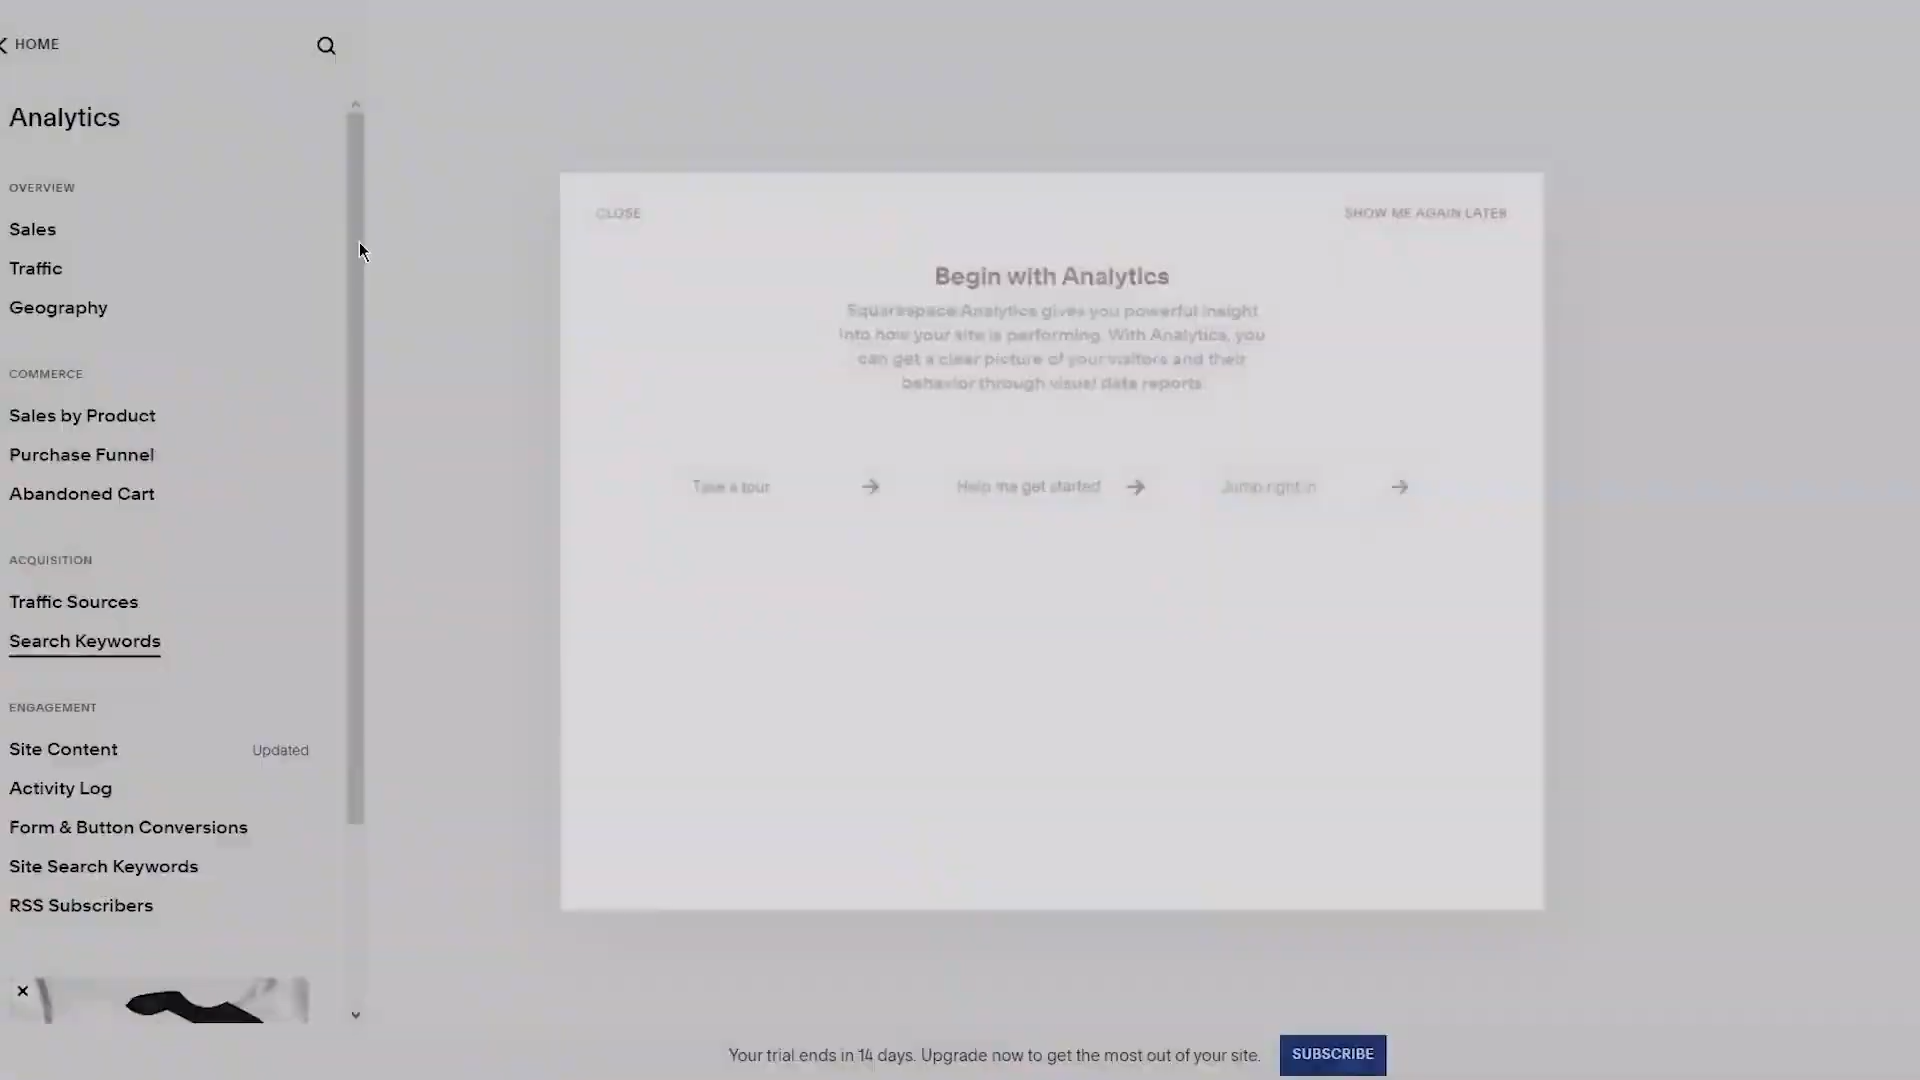 HOME
Analytics
OVERVIEW
Sales
Traffic
Geography
COMMERCE
Sales by Product
Purchase Funnel
Abandoned Cart
ACQUISITION
Traffic Sources
Search Keywords
ENGAGEMENT
Site Content Updated
Activity Log
Form & Button Conversions
Site Search Keywords
RSS Subscribers
CLOSE SHOW ME AGAIN LATER
Begin with Analytics
Squarespace Analytics gives you powerful insight
into how your site is performing. With Analytics, you
can get a clear picture of your visitors and their
behavior through visual data reports.
Take a tour
Help me get started
Jump right in
Your trial ends in 14 days. Upgrade now to get the most out of your site. SUBSCRIBE